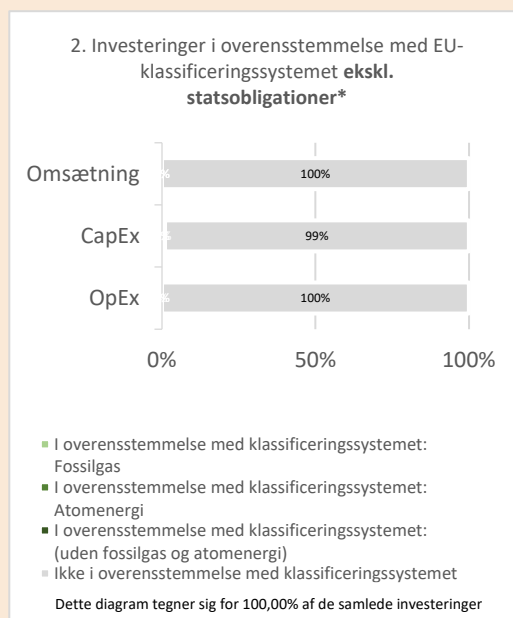 2. Investeringer i overensstemmelse med EU-
klassificeringssystemet ekskl.
statsobligationer*
Omsætning
100%
CapEx
99%
OpEx
100%
0% 50% 100%
I overensstemmelse med klassificeringssystemet:
Fossilgas
I overensstemmelse med klassificeringssystemet:
Atomenergi
I overensstemmelse med klassificeringssystemet:
(uden fossilgas og atomenergi)
Ikke i overensstemmelse med klassificeringssystemet
Dette diagram tegner sig for 100,00% af de samlede investeringer